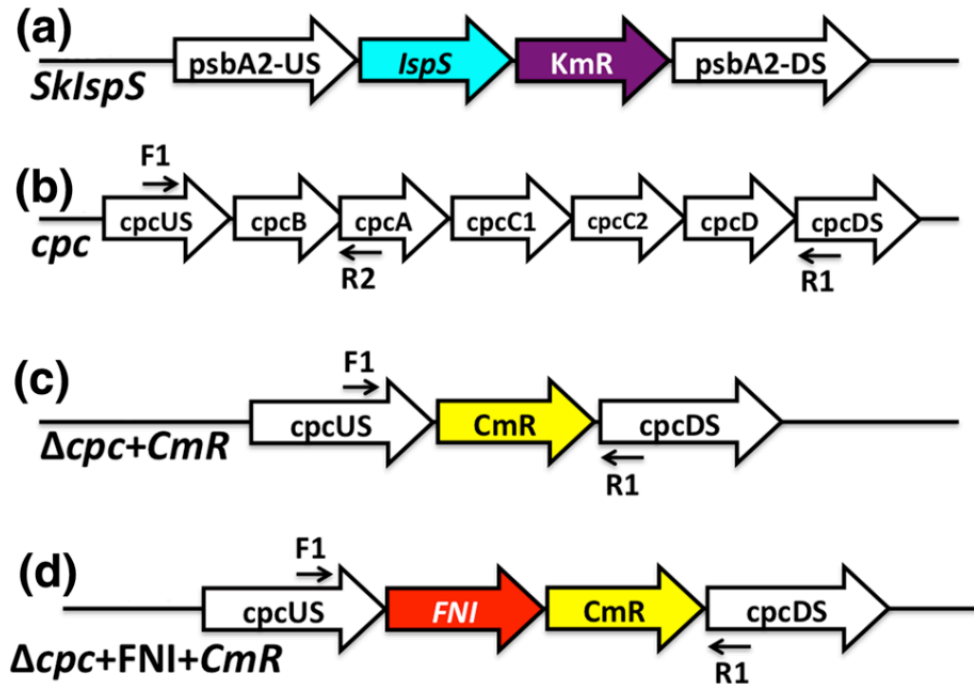 (a)
psbA2-US IspS KmR psbA2-DS
SkIspS
F1
(b)
cpcUS cpcB cpcA cpcC1 cpcC2 cpcD cpcDS
cpc
R2 R1
(c)
F1
cpcUS CmR cpcDS
Δcpc+CmR
R1
(d)
F1
cpcUS FNI CmR cpcDS
Δcpc+FNI+CmR
R1